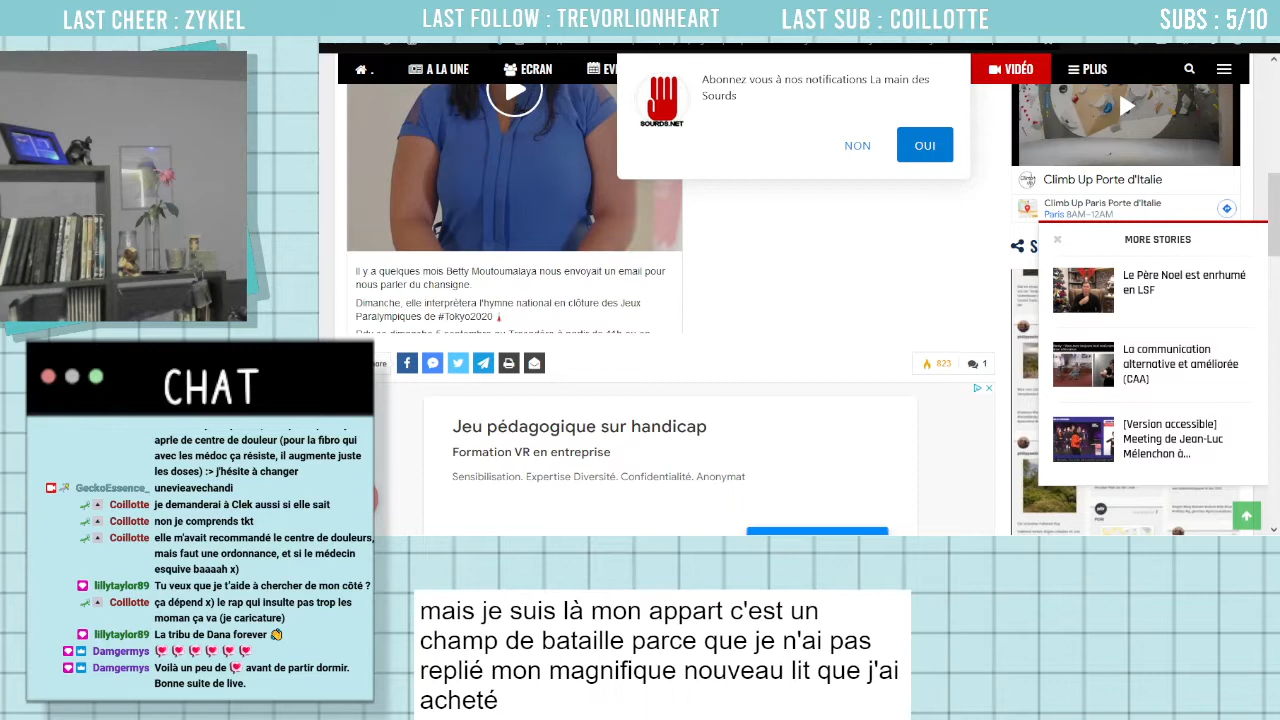 LAST CHEER : ZYKIEL
LAST FOLLOW : TREVORLIONHEART
LAST SUB : COILLOTTE
SUBS : 5/10
A LA UNE
ECRAN
VIDÉO
PLUS
Abonnez vous à nos notifications La main des
Sourds
SOURDS.NET
NON
OUI
Climb Up Porte d'Italie
Climb Up Paris Porte d'Italie
Paris 8AM–12AM
MORE STORIES
Le Père Noel est enrhumé
en LSF
La communication
alternative et améliorée
(CAA)
[Version accessible]
Meeting de Jean-Luc
Mélenchon à...
Il y a quelques mois Betty Moutoumalaya nous envoyait un email pour
nous parler du chansigne.
Dimanche, elle interprètera l'hymne national en clôture des Jeux
Paralympiques de #Tokyo2020
823
1
Jeu pédagogique sur handicap
Formation VR en entreprise
Sensibilisation. Expertise Diversité. Confidentialité. Anonymat
CHAT
aprle de centre de douleur (pour la fibro qui
avec les médoc ça résiste, il augmente juste
les doses) :> j'hésite à changer
GeckoEssence_ unevieavechandi
Coillotte je demanderai à Clek aussi si elle sait
Coillotte non je comprends tkt
Coillotte elle m'avait recommandé le centre de douleurs,
mais faut une ordonnance, et si le médecin
esquive baaaah x)
lillytaylor89 Tu veux que je t'aide à chercher de mon côté ?
Coillotte ça dépend x) le rap qui insulte pas trop les
moman ça va (je caricature)
lillytaylor89 La tribu de Dana forever
Damgermys
Damgermys Voilà un peu de avant de partir dormir.
Bonne suite de live.
mais je suis là mon appart c'est un
champ de bataille parce que je n'ai pas
replié mon magnifique nouveau lit que j'ai
acheté